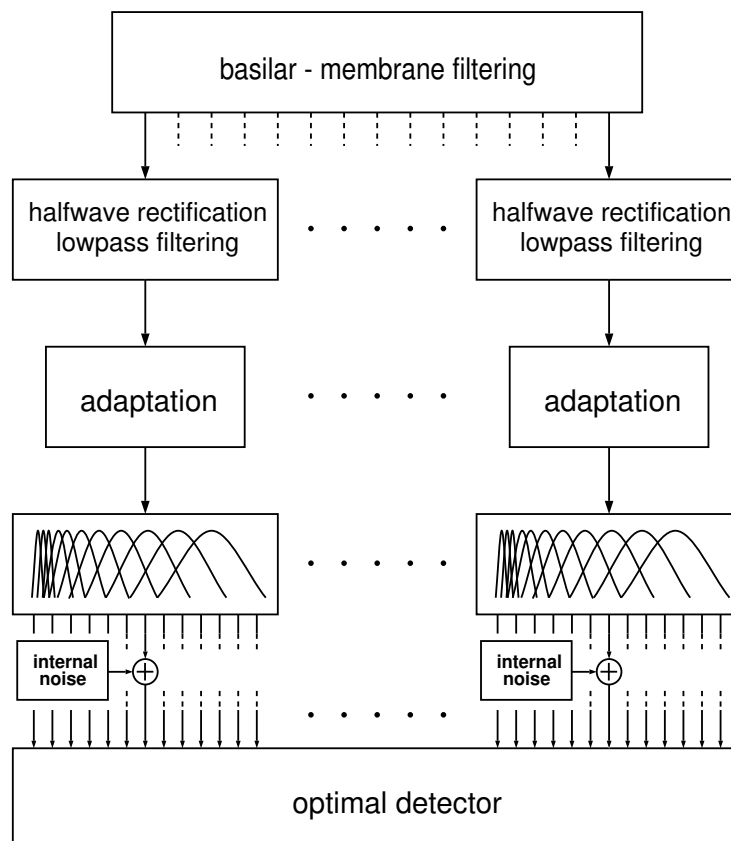 basilar - membrane filtering
halfwave rectification
lowpass filtering
halfwave rectification
lowpass filtering
adaptation
adaptation
internal
noise
internal
noise
optimal detector